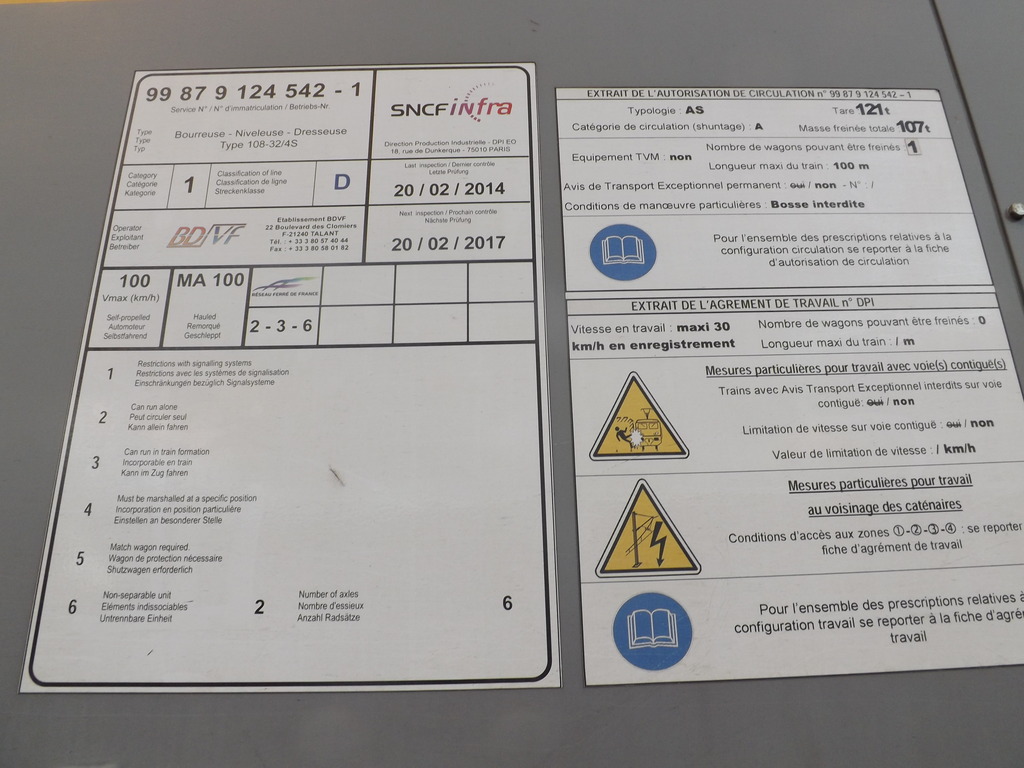 99 87 9 124 542 - 1
Service N° / N° d'immatriculation / Betriebs-Nr.
Type
Type
Typ
Bourreuse - Niveleuse - Dresseuse
Type 108-32/4S
SNCF infra
Direction Production Industrielle - DPI EO
18, rue de Dunkerque - 75010 PARIS
Category
Catégorie
Kategorie
1
Classification of line
Classification de ligne
Streckenklasse
D
Last inspection / Dernier contrôle
Letzte Prüfung
20 / 02 / 2014
Operator
Exploitant
Betreiber
BD/VF
Etablissement BDVF
22 Boulevard des Clomiers
F-21240 TALANT
Tél. : + 33 3 80 57 40 44
Fax : + 33 3 80 58 01 82
Next inspection / Prochain contrôle
Nächste Prüfung
20 / 02 / 2017
100
Vmax (km/h)
MA 100
RÉSEAU FERRÉ DE FRANCE
Self-propelled
Automoteur
Selbstfahrend
Hauled
Remorqué
Geschleppt
2 - 3 - 6
1
Restrictions with signalling systems
Restrictions avec les systèmes de signalisation
Einschränkungen bezüglich Signalsysteme
2
Can run alone
Peut circuler seul
Kann allein fahren
3
Can run in train formation
Incorporable en train
Kann im Zug fahren
4
Must be marshalled at a specific position
Incorporation en position particulière
Einstellen an besonderer Stelle
5
Match wagon required.
Wagon de protection nécessaire
Shutzwagen erforderlich
6
Non-separable unit
Eléments indissociables
Untrennbare Einheit
2
Number of axles
Nombre d'essieux
Anzahl Radsätze
6
EXTRAIT DE L'AUTORISATION DE CIRCULATION n° 99 87 9 124 542 - 1
Typologie : AS
Tare 121 t
Catégorie de circulation (shuntage) : A
Masse freinée totale 107 t
Equipement TVM : non
Nombre de wagons pouvant être freinés 1
Longueur maxi du train : 100 m
Avis de Transport Exceptionnel permanent : oui / non - N° : /
Conditions de manœuvre particulières : Bosse interdite
Pour l'ensemble des prescriptions relatives à la
configuration circulation se reporter à la fiche
d'autorisation de circulation
EXTRAIT DE L'AGREMENT DE TRAVAIL n° DPI
Vitesse en travail : maxi 30
km/h en enregistrement
Nombre de wagons pouvant être freinés : 0
Longueur maxi du train : / m
Mesures particulières pour travail avec voie(s) contiguë(s)
Trains avec Avis Transport Exceptionnel interdits sur voie
contiguë: oui / non
Limitation de vitesse sur voie contiguë : oui / non
Valeur de limitation de vitesse : / km/h
Mesures particulières pour travail
au voisinage des caténaires
Conditions d'accès aux zones ①-②-③-④ : se reporter
fiche d'agrément de travail
Pour l'ensemble des prescriptions relatives à
configuration travail se reporter à la fiche d'agrém
travail